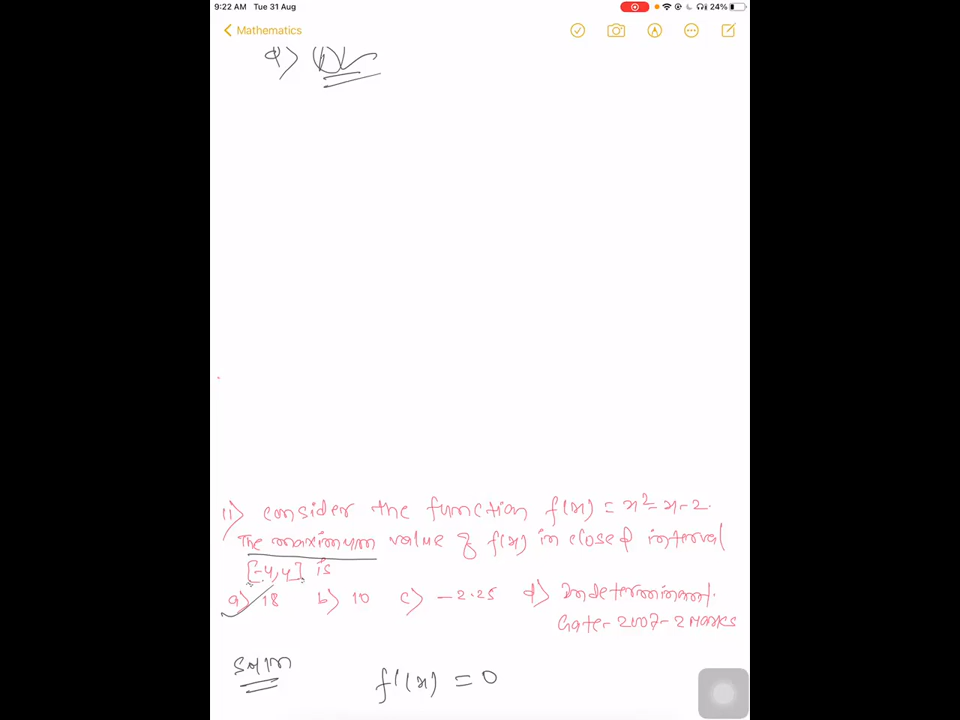 9:22 AM Tue 31 Aug 24%
Mathematics
Q) (D)
11) consider the function f(x) = x²-x-2.
The maximum value of f(x) in closed interval
[-4,4] is
a) 18 b) 10 c) -2.25 d) Indeterminant.
Gate- 2007- 2 Marks
Soln
f'(x) = 0